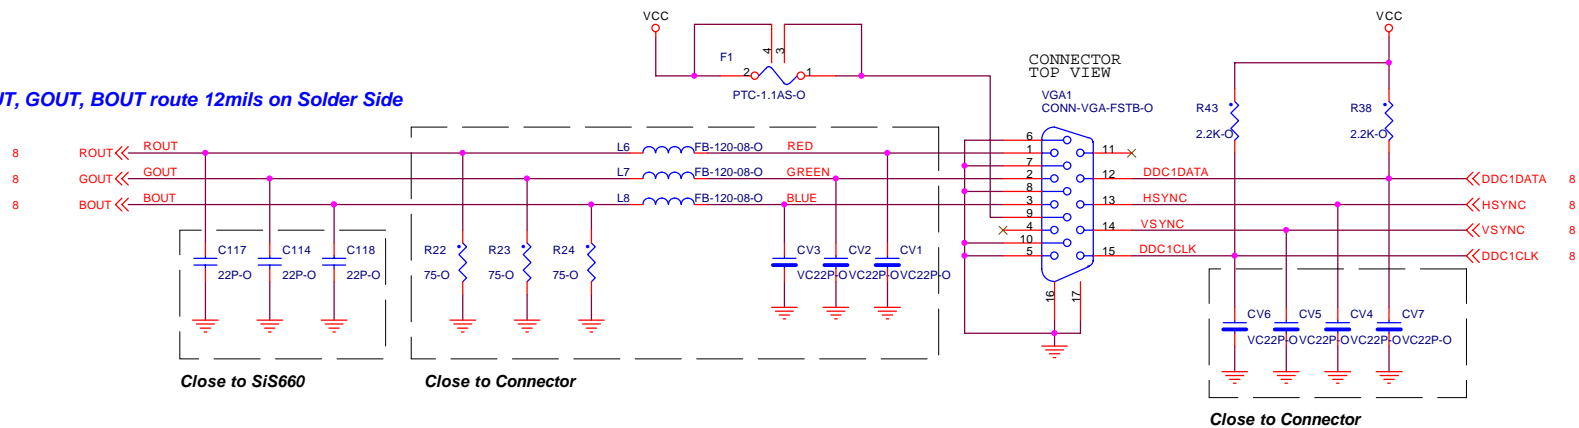 VCC
VCC
F1
4
3
2
1
PTC-1.1AS-O
CONNECTOR
TOP VIEW
VGA1
CONN-VGA-FSTB-O
UT, GOUT, BOUT route 12mils on Solder Side
R43
2.2K-O
R38
2.2K-O
8 ROUT ROUT L6 FB-120-08-O RED
8 GOUT GOUT L7 FB-120-08-O GREEN
8 BOUT BOUT L8 FB-120-08-O BLUE
6
1
7
2
8
3
9
4
10
5
11
12
13
14
15
16
17
DDC1DATA DDC1DATA 8
HSYNC HSYNC 8
VSYNC VSYNC 8
DDC1CLK DDC1CLK 8
C117 C114 C118
22P-O 22P-O 22P-O
R22 R23 R24
75-O 75-O 75-O
CV3 CV2 CV1
VC22P-O VC22P-O VC22P-O
CV6 CV5 CV4 CV7
VC22P-O VC22P-O VC22P-O VC22P-O
Close to SiS660
Close to Connector
Close to Connector